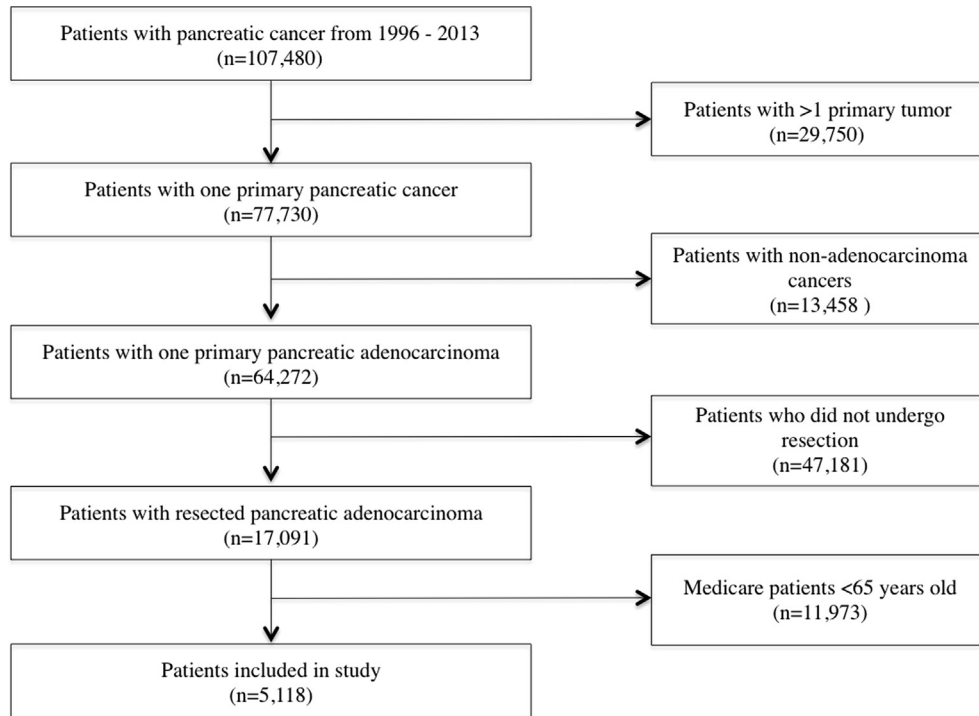 Patients with pancreatic cancer from 1996 - 2013
(n=107,480)
Patients with >1 primary tumor
(n=29,750)
Patients with one primary pancreatic cancer
(n=77,730)
Patients with non-adenocarcinoma
cancers
(n=13,458 )
Patients with one primary pancreatic adenocarcinoma
(n=64,272)
Patients who did not undergo
resection
(n=47,181)
Patients with resected pancreatic adenocarcinoma
(n=17,091)
Medicare patients <65 years old
(n=11,973)
Patients included in study
(n=5,118)